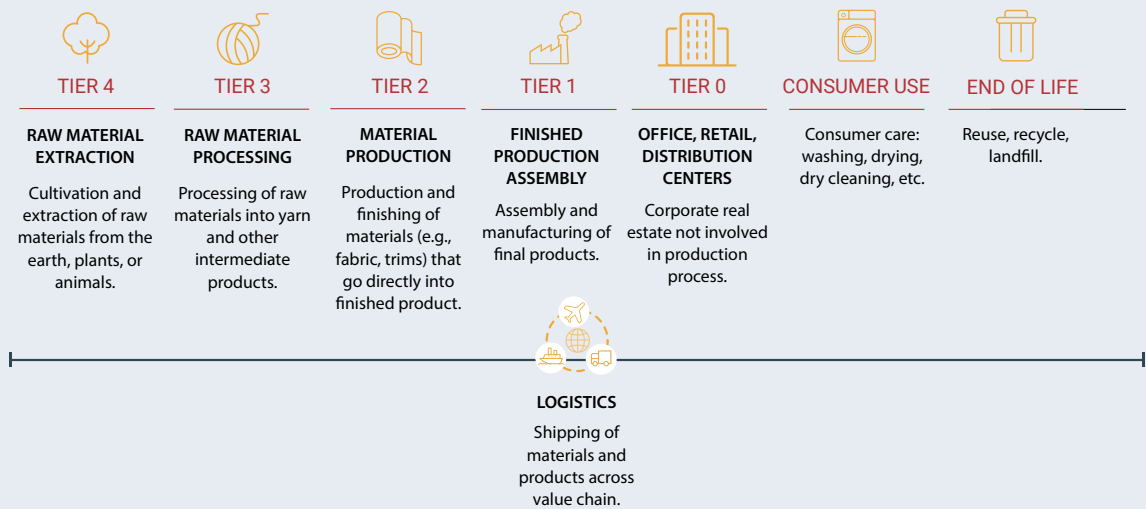 TIER 4
RAW MATERIAL
EXTRACTION
Cultivation and
extraction of raw
materials from the
earth, plants, or
animals.
TIER 3
RAW MATERIAL
PROCESSING
Processing of raw
materials into yarn
and other
intermediate
products.
TIER 2
MATERIAL
PRODUCTION
Production and
finishing of
materials (e.g.,
fabric, trims) that
go directly into
finished product.
TIER 1
FINISHED
PRODUCTION
ASSEMBLY
Assembly and
manufacturing of
final products.
TIER 0
OFFICE, RETAIL,
DISTRIBUTION
CENTERS
Corporate real
estate not involved
in production
process.
CONSUMER USE
Consumer care:
washing, drying,
dry cleaning, etc.
END OF LIFE
Reuse, recycle,
landfill.
LOGISTICS
Shipping of
materials and
products across
value chain.